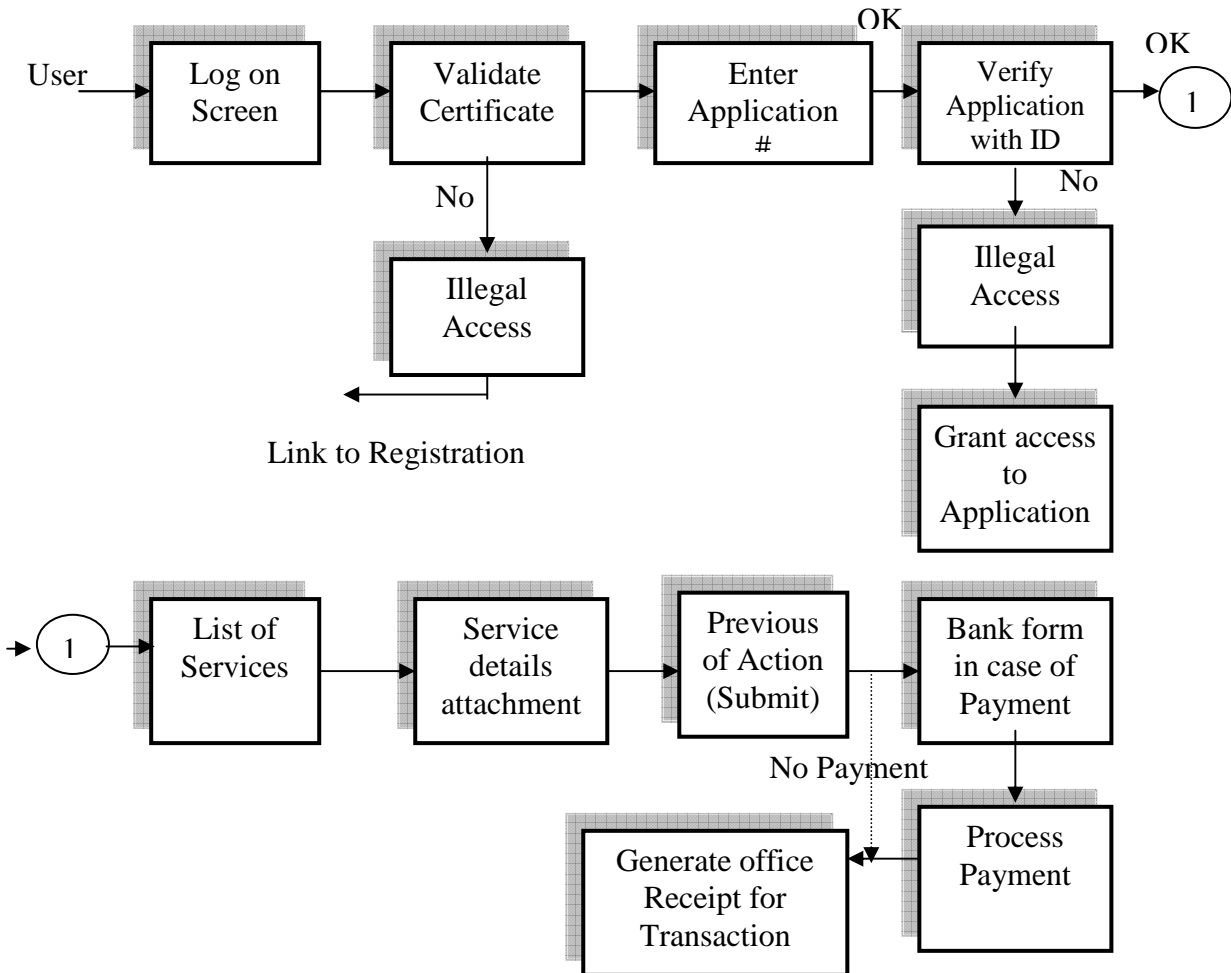 User
Log on
Screen
Validate
Certificate
Enter
Application
#
OK
Verify
Application
with ID
OK
1
No
Illegal
Access
Link to Registration
No
Illegal
Access
Grant access
to
Application
1
List of
Services
Service
details
attachment
Previous
of Action
(Submit)
Bank form
in case of
Payment
No Payment
Process
Payment
Generate office
Receipt for
Transaction